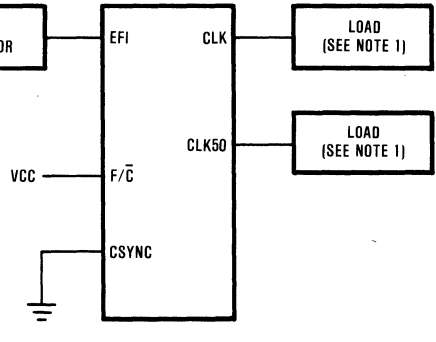 OR
EFI
CLK
LOAD
(SEE NOTE 1)
CLK50
LOAD
(SEE NOTE 1)
VCC
F/C̅
CSYNC